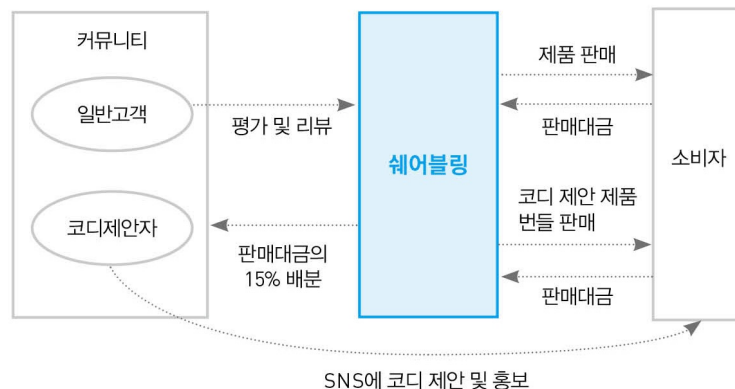 커뮤니티
일반고객
코디제안자
평가 및 리뷰
판매대금의
15% 배분
쉐어블링
제품 판매
판매대금
코디 제안 제품
번들 판매
판매대금
소비자
SNS에 코디 제안 및 홍보